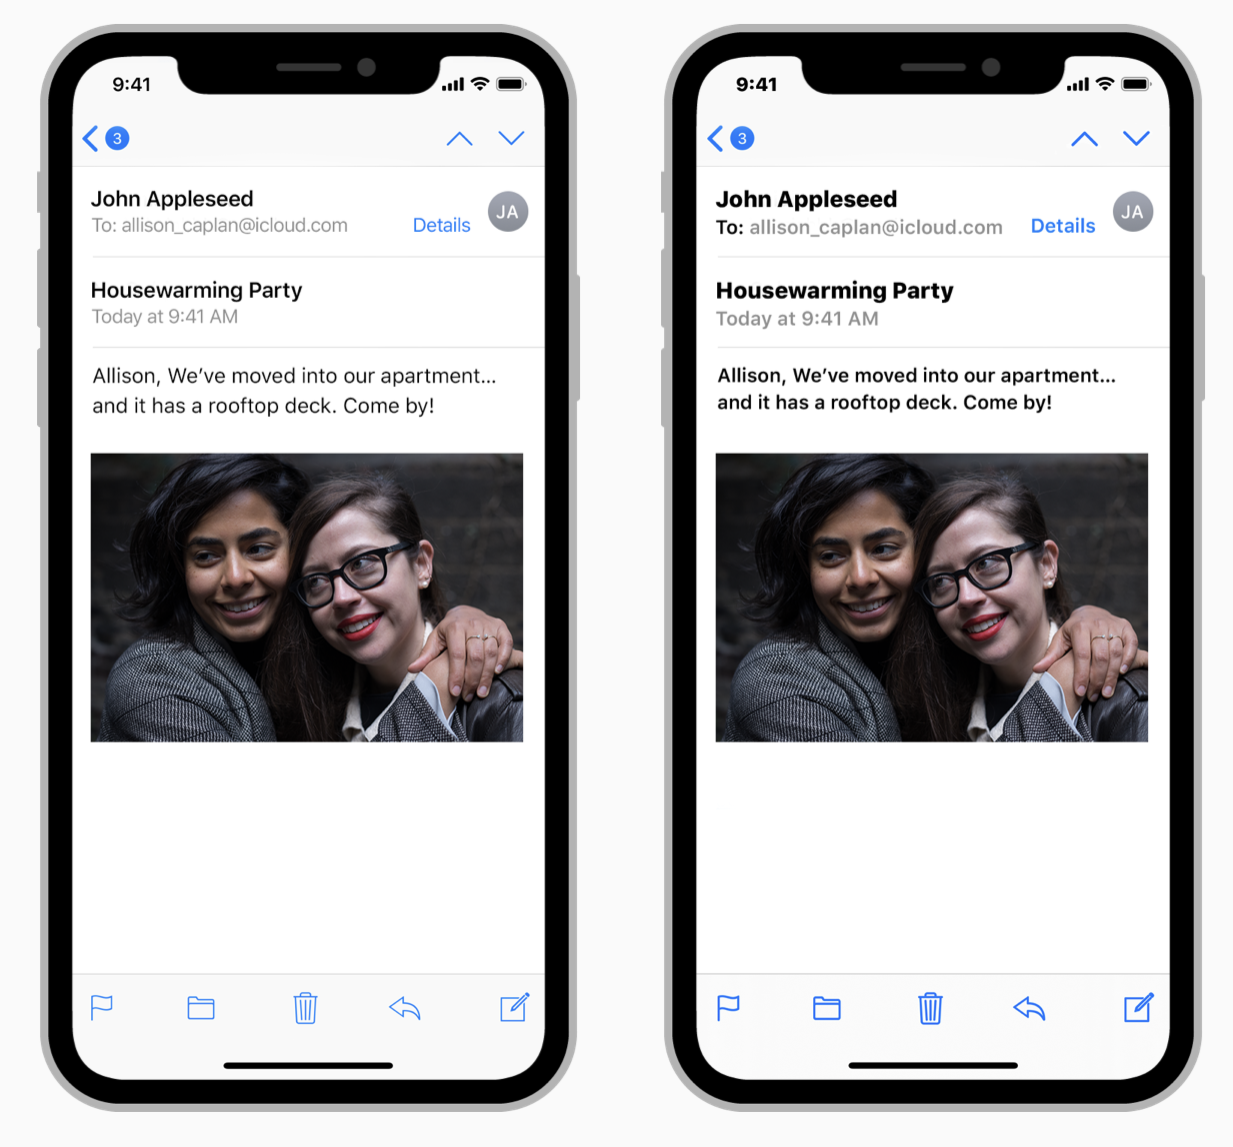 9:41
3
John Appleseed
To: allison_caplan@icloud.com Details JA
Housewarming Party
Today at 9:41 AM
Allison, We’ve moved into our apartment...
and it has a rooftop deck. Come by!
9:41
3
John Appleseed
To: allison_caplan@icloud.com Details JA
Housewarming Party
Today at 9:41 AM
Allison, We’ve moved into our apartment...
and it has a rooftop deck. Come by!